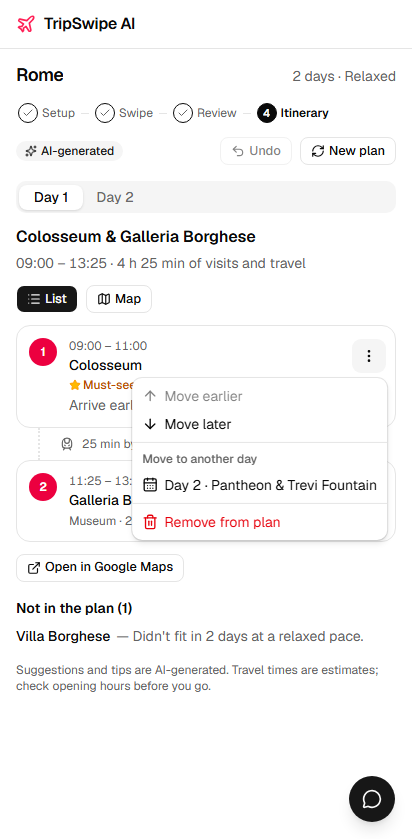 TripSwipe AI
Rome
2 days · Relaxed
Setup
Swipe
Review
4 Itinerary
AI-generated
Undo
New plan
Day 1
Day 2
Colosseum & Galleria Borghese
09:00 – 11:00
09:00 – 13:25 · 4 h 25 min of visits and travel
List
Map
1
Colosseum
Must-see
Arrive
Move earlier
Move later
25 min
Move to another day
Day 2 · Pantheon & Trevi Fountain
2
11:25 –
Galleria
Museum ·
Remove from plan
Open in Google Maps
Not in the plan (1)
Villa Borghese — Didn't fit in 2 days at a relaxed pace.
Suggestions and tips are AI-generated. Travel times are estimates;
check opening hours before you go.